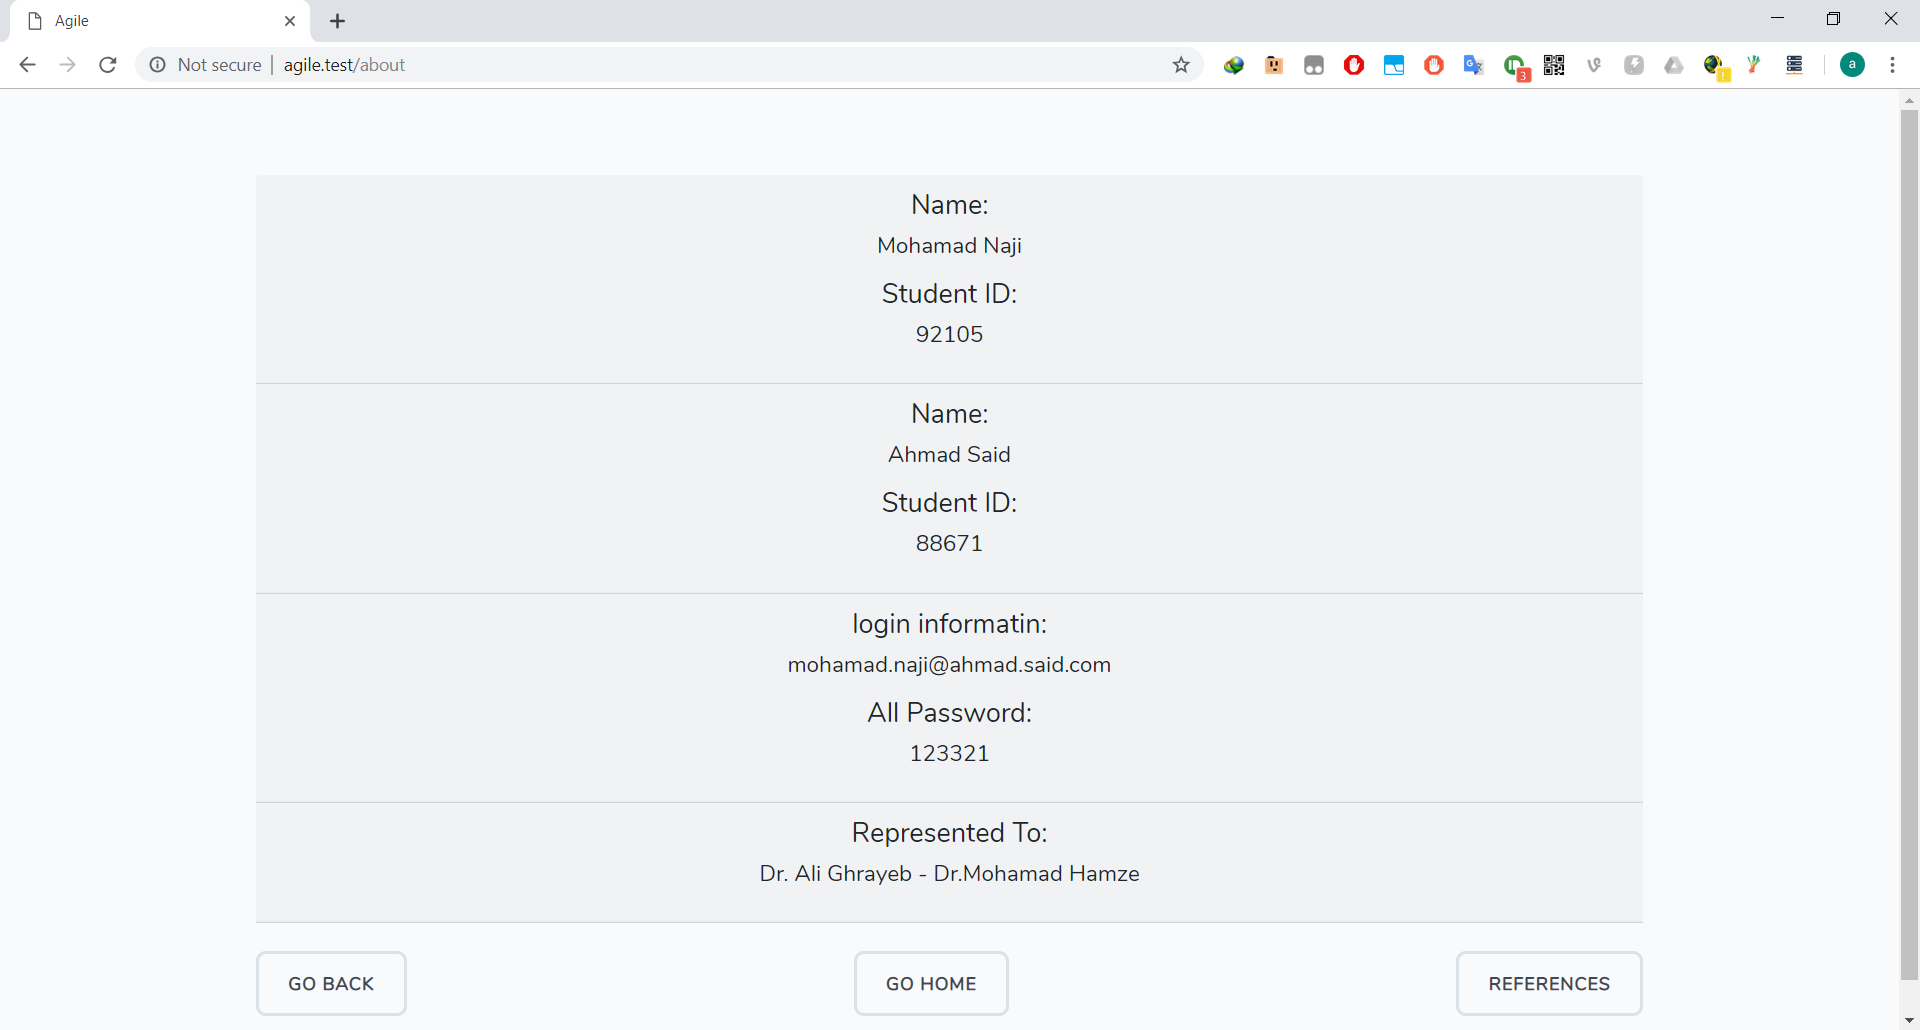 Agile
Not secure
agile.test/about
3
a
Name:
Mohamad Naji
Student ID:
92105
Name:
Ahmad Said
Student ID:
88671
login informatin:
mohamad.naji@ahmad.said.com
All Password:
123321
Represented To:
Dr. Ali Ghrayeb - Dr.Mohamad Hamze
GO BACK
GO HOME
REFERENCES